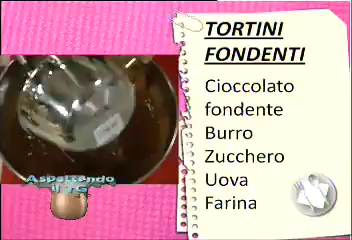 TORTINI
FONDENTI
Cioccolato
fondente
Burro
Zucchero
Uova
Farina
Aspettando
il TG